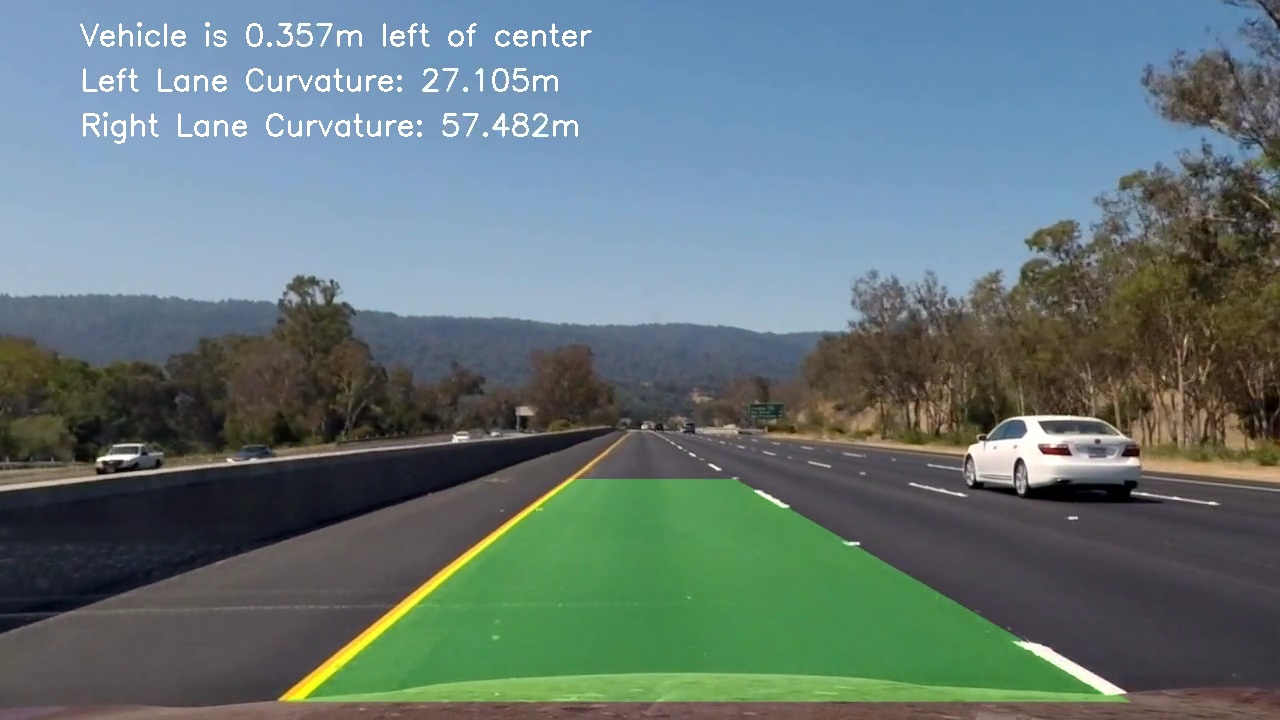 Vehicle is 0.357m left of center
Left Lane Curvature: 27.105m
Right Lane Curvature: 57.482m